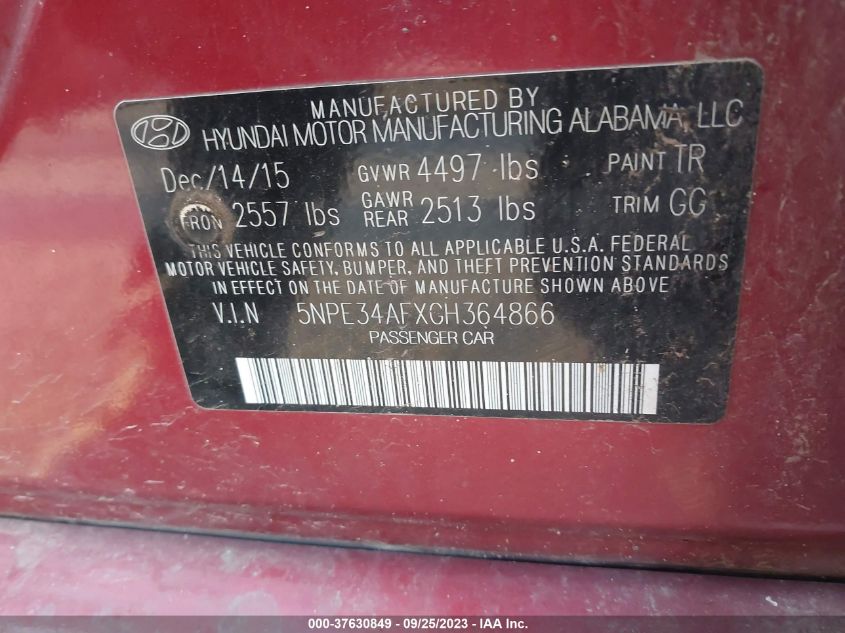 MANUFACTURED BY
HYUNDAI MOTOR MANUFACTURING ALABAMA, LLC
Dec/14/15 GVWR 4497 lbs PAINT TR
FRON 2557 lbs GAWR REAR 2513 lbs TRIM GG
THIS VEHICLE CONFORMS TO ALL APPLICABLE U.S.A. FEDERAL
MOTOR VEHICLE SAFETY, BUMPER, AND THEFT PREVENTION STANDARDS
IN EFFECT ON THE DATE OF MANUFACTURE SHOWN ABOVE
V.I.N 5NPE34AFXGH364866
PASSENGER CAR
000-37630849 - 09/25/2023 - IAAI.com